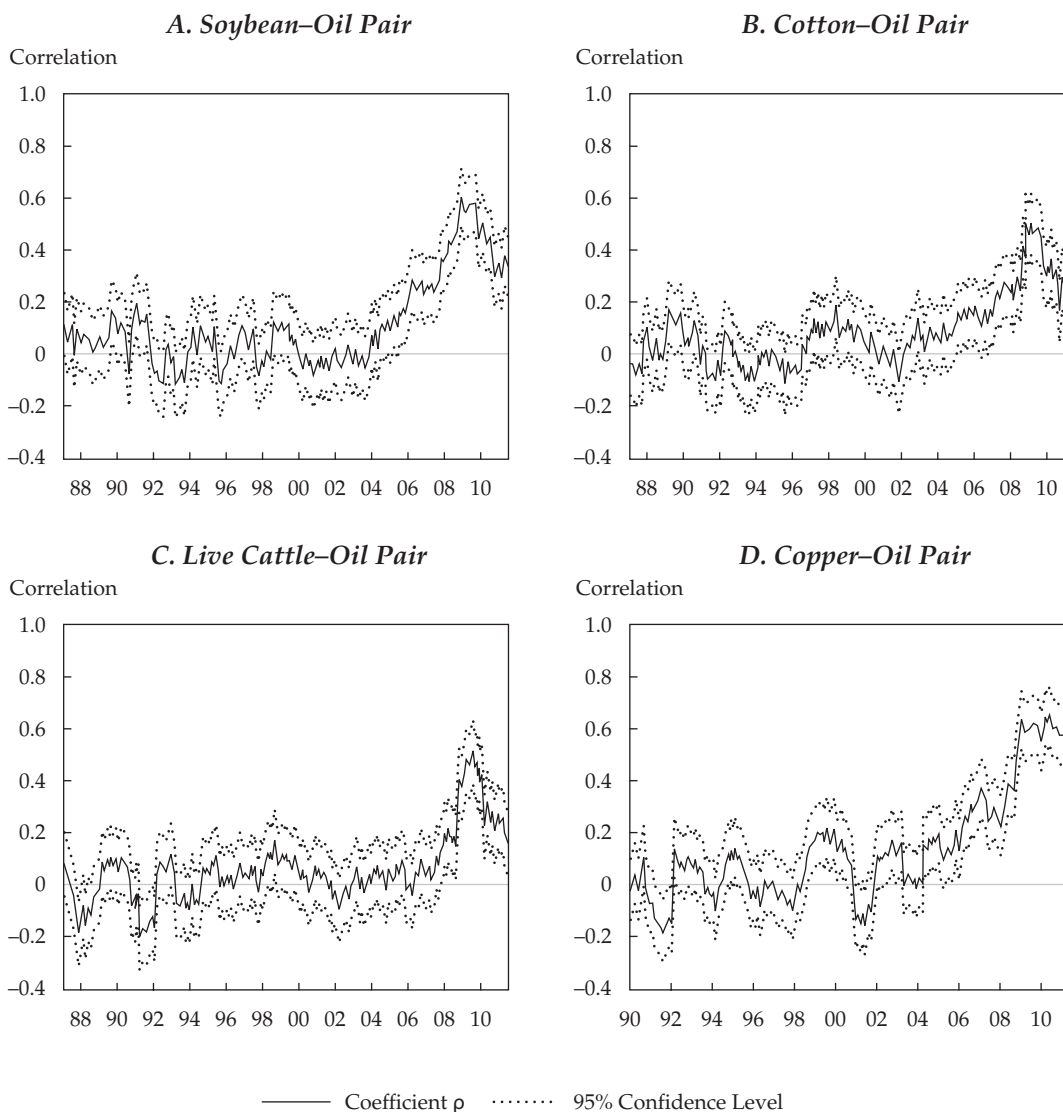 A. Soybean–Oil Pair
Correlation
1.0
0.8
0.6
0.4
0.2
0
–0.2
–0.4
88 90 92 94 96 98 00 02 04 06 08 10
B. Cotton–Oil Pair
Correlation
1.0
0.8
0.6
0.4
0.2
0
–0.2
–0.4
88 90 92 94 96 98 00 02 04 06 08 10
C. Live Cattle–Oil Pair
Correlation
1.0
0.8
0.6
0.4
0.2
0
–0.2
–0.4
88 90 92 94 96 98 00 02 04 06 08 10
D. Copper–Oil Pair
Correlation
1.0
0.8
0.6
0.4
0.2
0
–0.2
–0.4
90 92 94 96 98 00 02 04 06 08 10
Coefficient ρ 95% Confidence Level